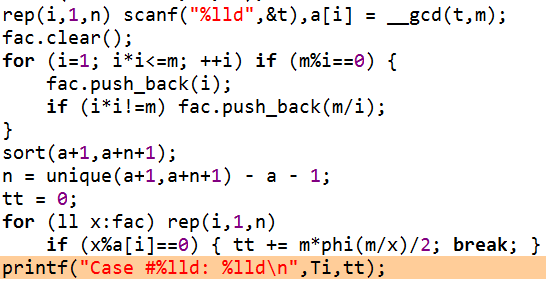 rep(i,1,n) scanf("%lld",&t),a[i] = __gcd(t,m);
fac.clear();
for (i=1; i*i<=m; ++i) if (m%i==0) {
    fac.push_back(i);
    if (i*i!=m) fac.push_back(m/i);
}
sort(a+1,a+n+1);
n = unique(a+1,a+n+1) - a - 1;
tt = 0;
for (ll x:fac) rep(i,1,n)
    if (x%a[i]==0) { tt += m*phi(m/x)/2; break; }
printf("Case #%lld: %lld\n",Ti,tt);